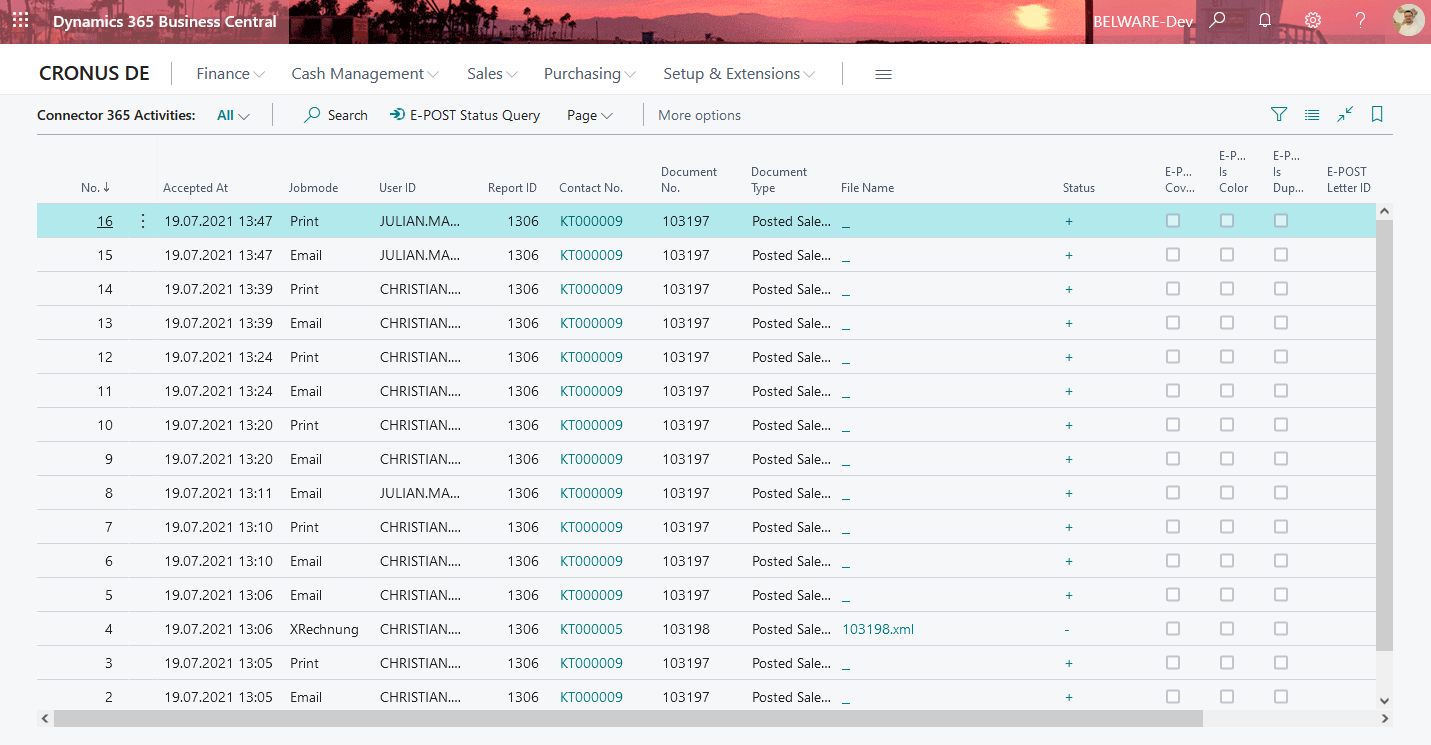 Dynamics 365 Business Central BELWARE-Dev ?
CRONUS DE Finance Cash Management Sales Purchasing Setup & Extensions
Connector 365 Activities: All Search E-POST Status Query Page More options
No. ↓ Accepted At Jobmode User ID Report ID Contact No. Document No. Document Type File Name Status E-P... Cov... E-P... Is Color E-P... Is Dup... E-POST Letter ID
16 19.07.2021 13:47 Print JULIAN.MA... 1306 KT000009 103197 Posted Sale... _ +
15 19.07.2021 13:47 Email JULIAN.MA... 1306 KT000009 103197 Posted Sale... _ +
14 19.07.2021 13:39 Print CHRISTIAN.... 1306 KT000009 103197 Posted Sale... _ +
13 19.07.2021 13:39 Email CHRISTIAN.... 1306 KT000009 103197 Posted Sale... _ +
12 19.07.2021 13:24 Print CHRISTIAN.... 1306 KT000009 103197 Posted Sale... _ +
11 19.07.2021 13:24 Email CHRISTIAN.... 1306 KT000009 103197 Posted Sale... _ +
10 19.07.2021 13:20 Print CHRISTIAN.... 1306 KT000009 103197 Posted Sale... _ +
9 19.07.2021 13:20 Email CHRISTIAN.... 1306 KT000009 103197 Posted Sale... _ +
8 19.07.2021 13:11 Email JULIAN.MA... 1306 KT000009 103197 Posted Sale... _ +
7 19.07.2021 13:10 Print CHRISTIAN.... 1306 KT000009 103197 Posted Sale... _ +
6 19.07.2021 13:10 Email CHRISTIAN.... 1306 KT000009 103197 Posted Sale... _ +
5 19.07.2021 13:06 Email CHRISTIAN.... 1306 KT000009 103197 Posted Sale... _ +
4 19.07.2021 13:06 XRechnung CHRISTIAN.... 1306 KT000005 103198 Posted Sale... 103198.xml -
3 19.07.2021 13:05 Print CHRISTIAN.... 1306 KT000009 103197 Posted Sale... _ +
2 19.07.2021 13:05 Email CHRISTIAN.... 1306 KT000009 103197 Posted Sale... _ +